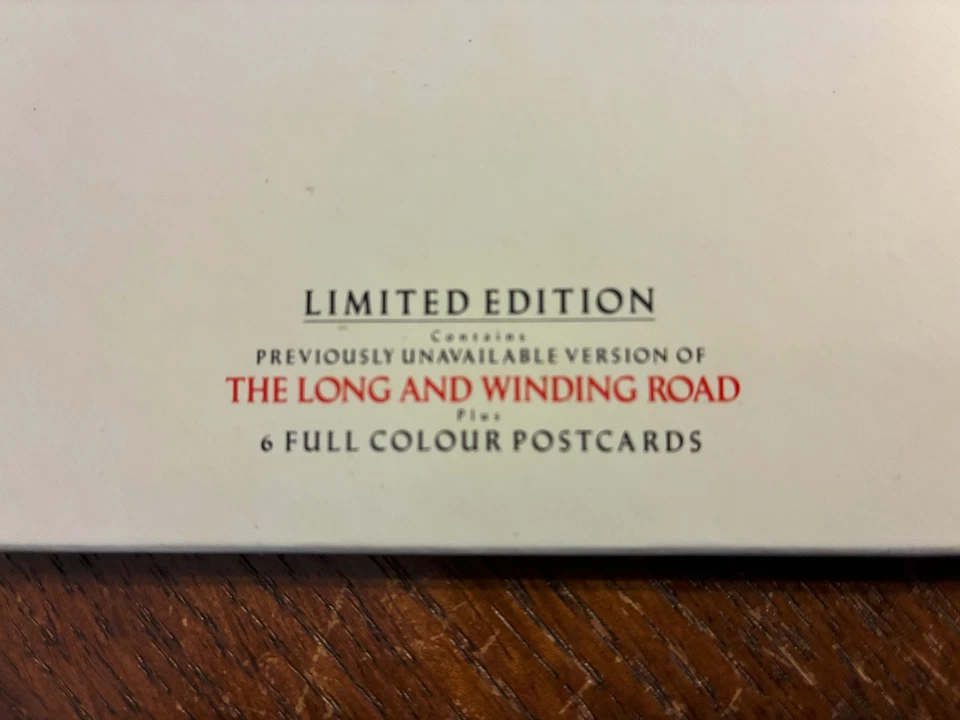 LIMITED EDITION
Contains
PREVIOUSLY UNAVAILABLE VERSION OF
THE LONG AND WINDING ROAD
Plus
6 FULL COLOUR POSTCARDS